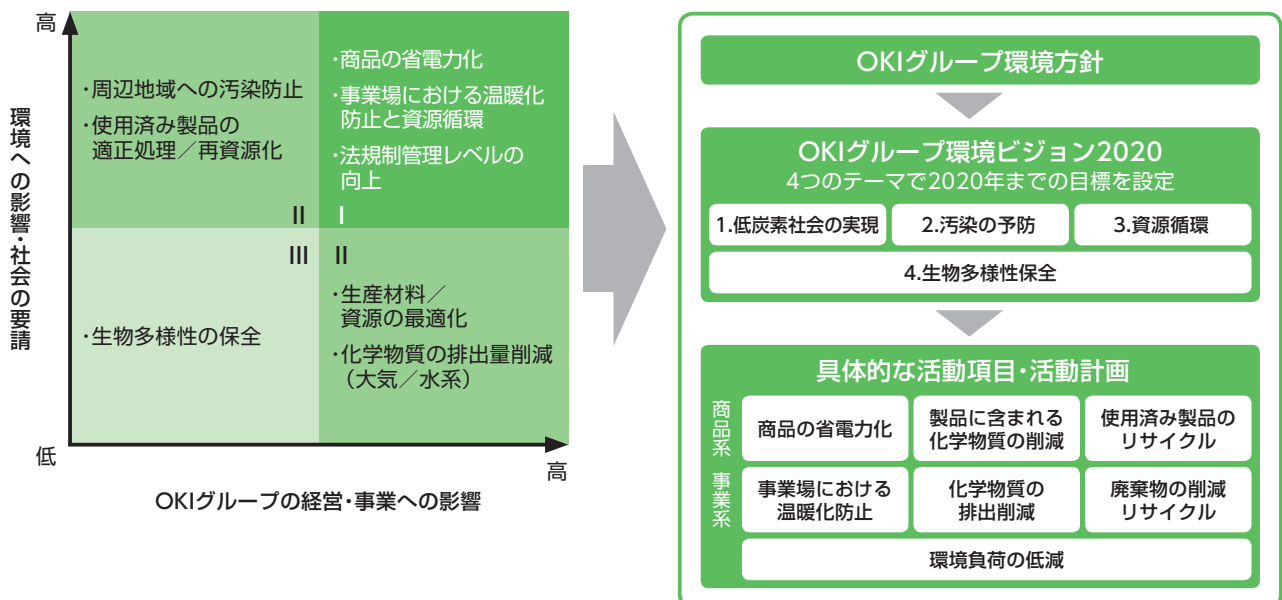 高
環境への影響・社会の要請
・周辺地域への汚染防止
・使用済み製品の
適正処理／再資源化
II
・商品の省電力化
・事業場における温暖化
防止と資源循環
・法規制管理レベルの
向上
I
III
・生物多様性の保全
II
・生産材料／
資源の最適化
・化学物質の排出量削減
（大気／水系）
低
高
OKIグループの経営・事業への影響
OKIグループ環境方針
OKIグループ環境ビジョン2020
4つのテーマで2020年までの目標を設定
1.低炭素社会の実現
2.汚染の予防
3.資源循環
4.生物多様性保全
具体的な活動項目・活動計画
商品系
商品の省電力化
製品に含まれる
化学物質の削減
使用済み製品の
リサイクル
事業系
事業場における
温暖化防止
化学物質の
排出削減
廃棄物の削減
リサイクル
環境負荷の低減